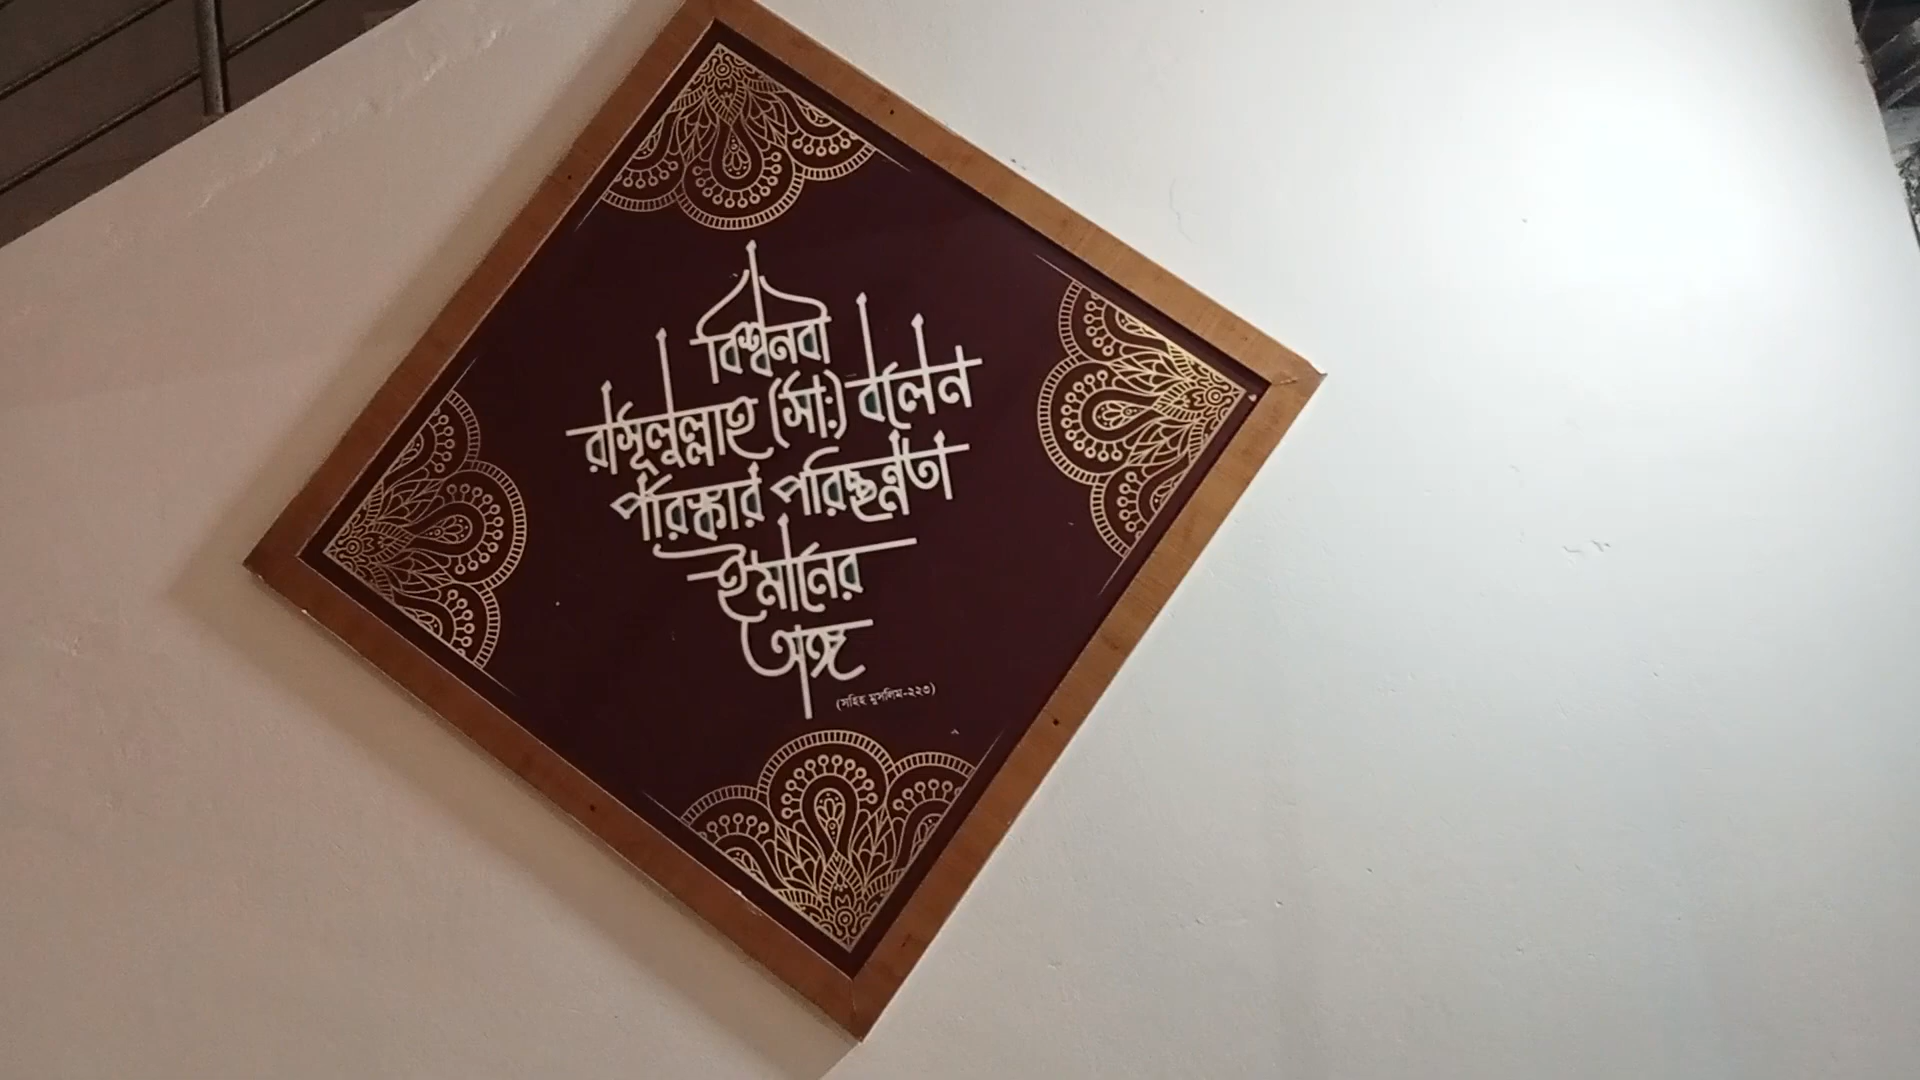 বিশ্বনবী
রাসূলুল্লাহ (সা:) বলেন
পরিস্কার পরিচ্ছন্নতা
ঈমানের
অঙ্গ
(সহিহ মুসলিম-২২৩)